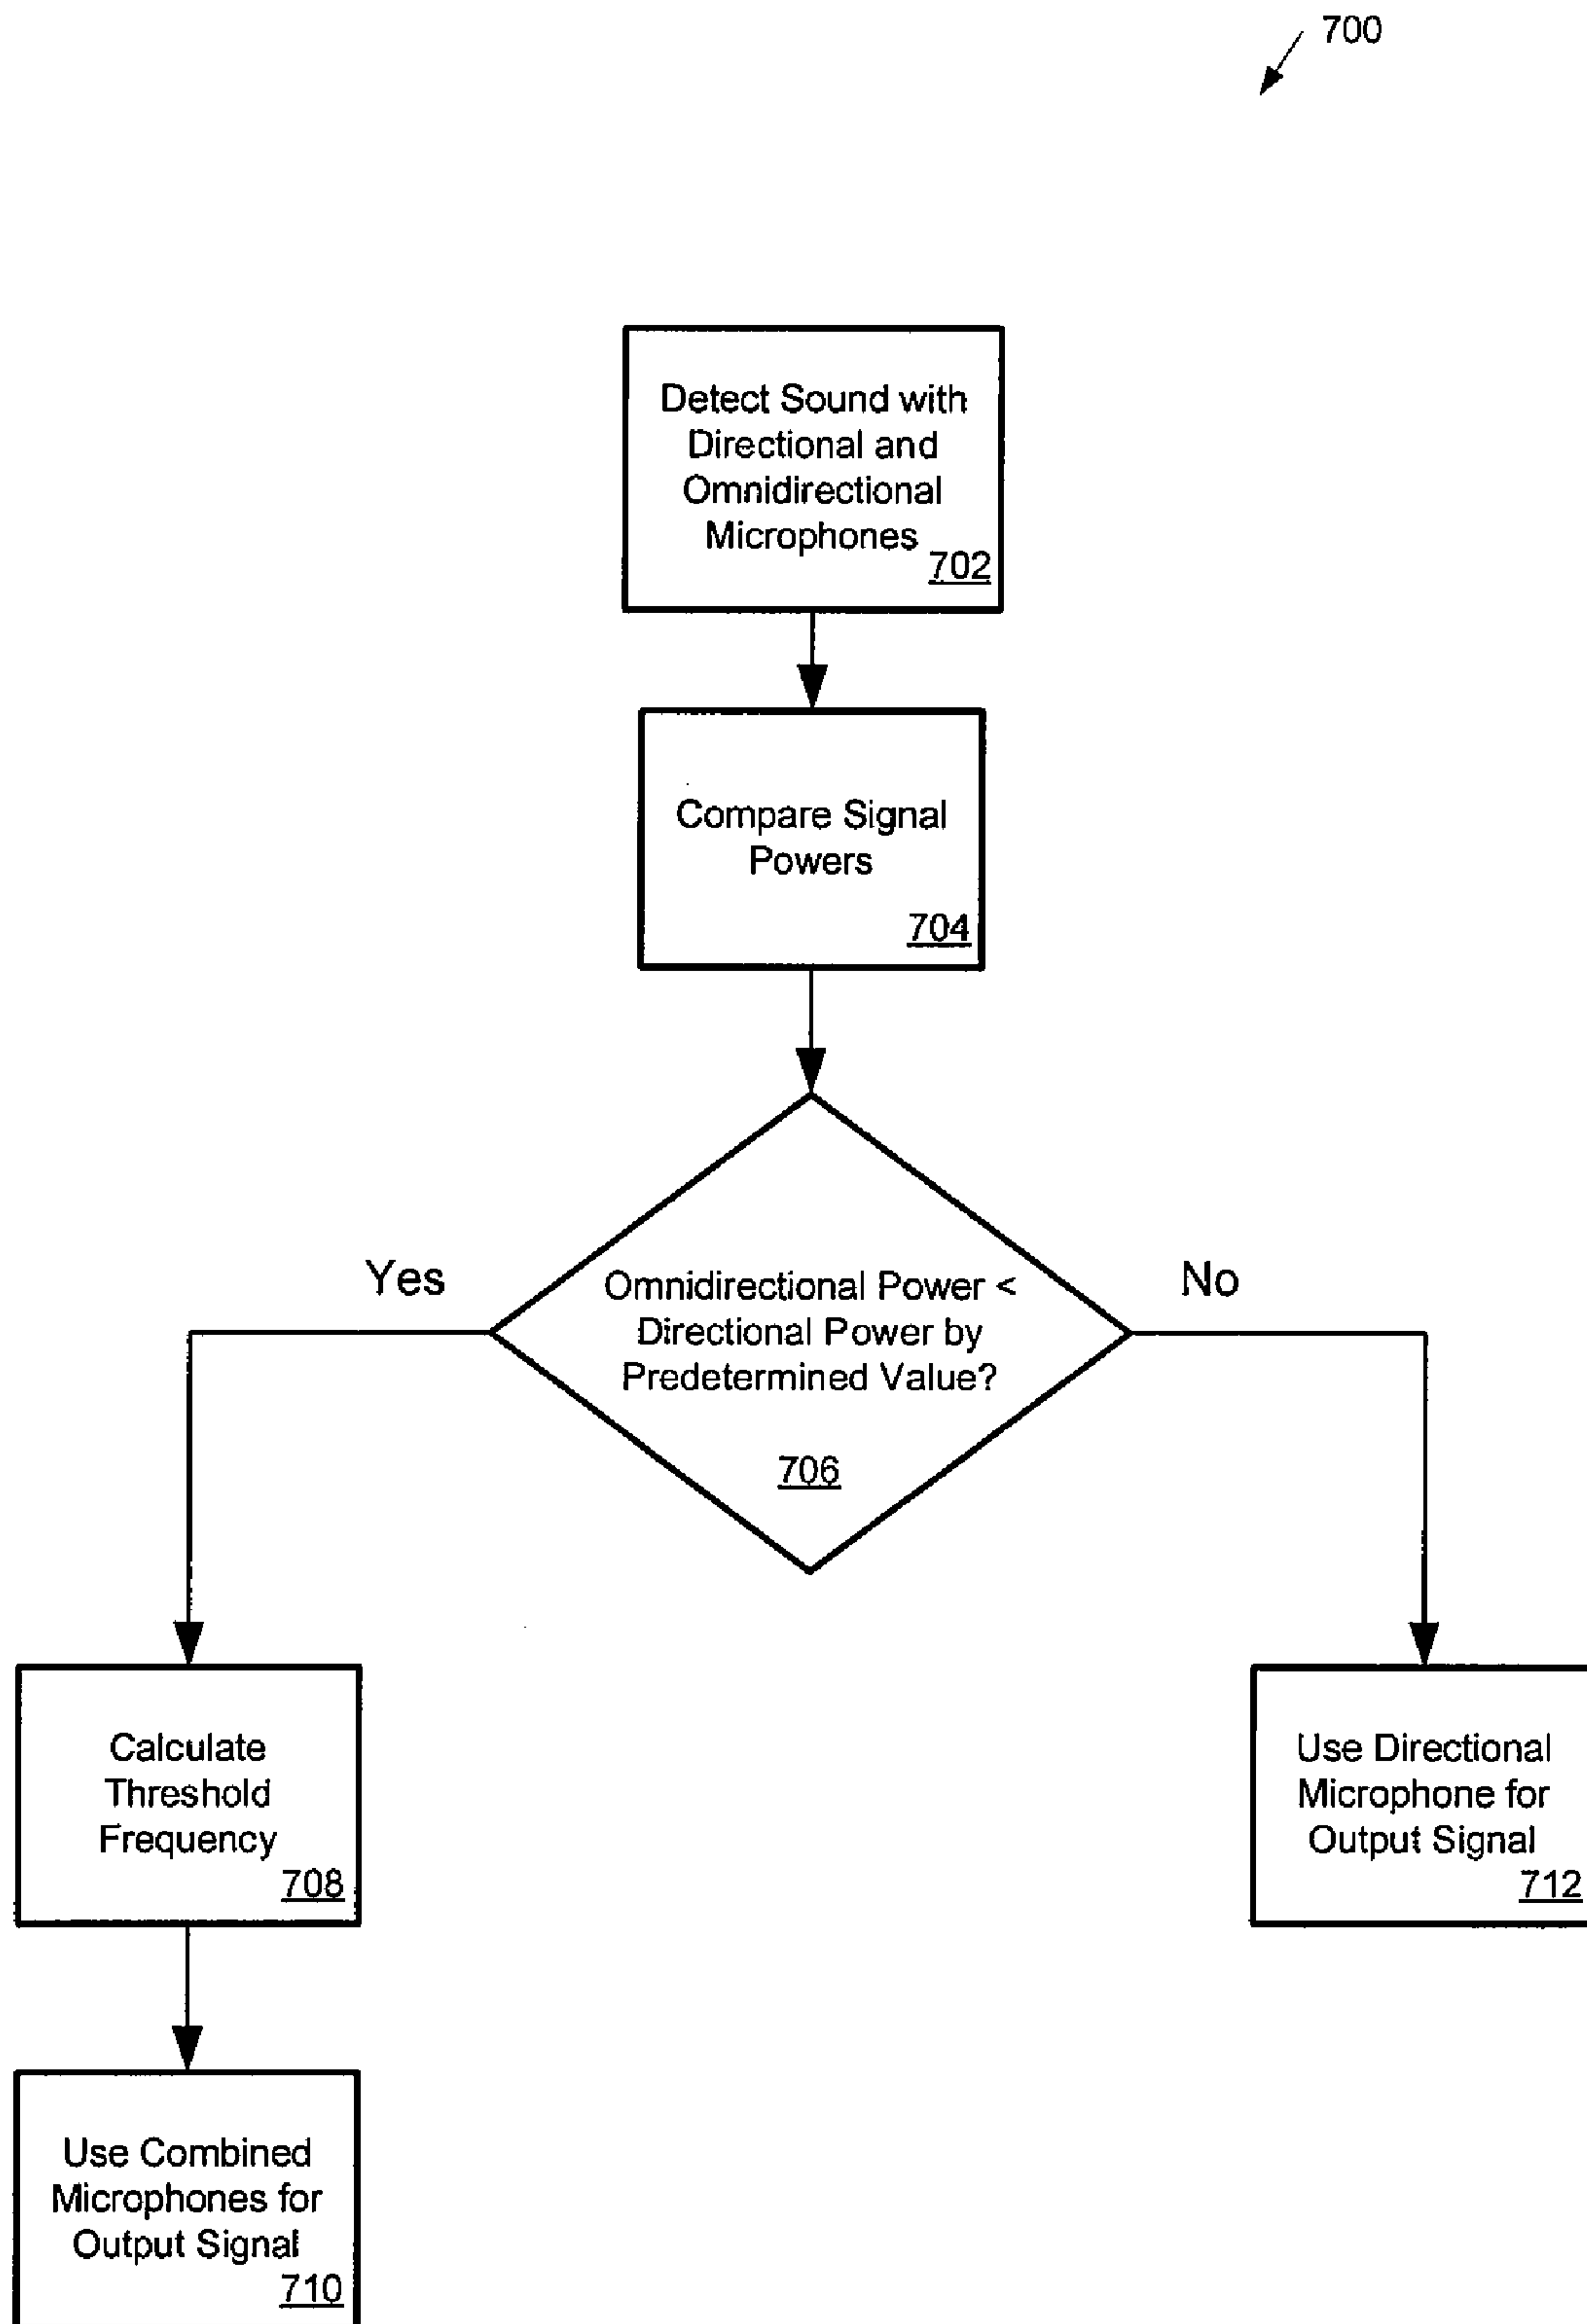 700
Detect Sound with
Directional and
Omnidirectional
Microphones
702
Compare Signal
Powers
704
Yes
No
Omnidirectional Power <
Directional Power by
Predetermined Value?
706
Calculate
Threshold
Frequency
708
Use Directional
Microphone for
Output Signal
712
Use Combined
Microphones for
Output Signal
710